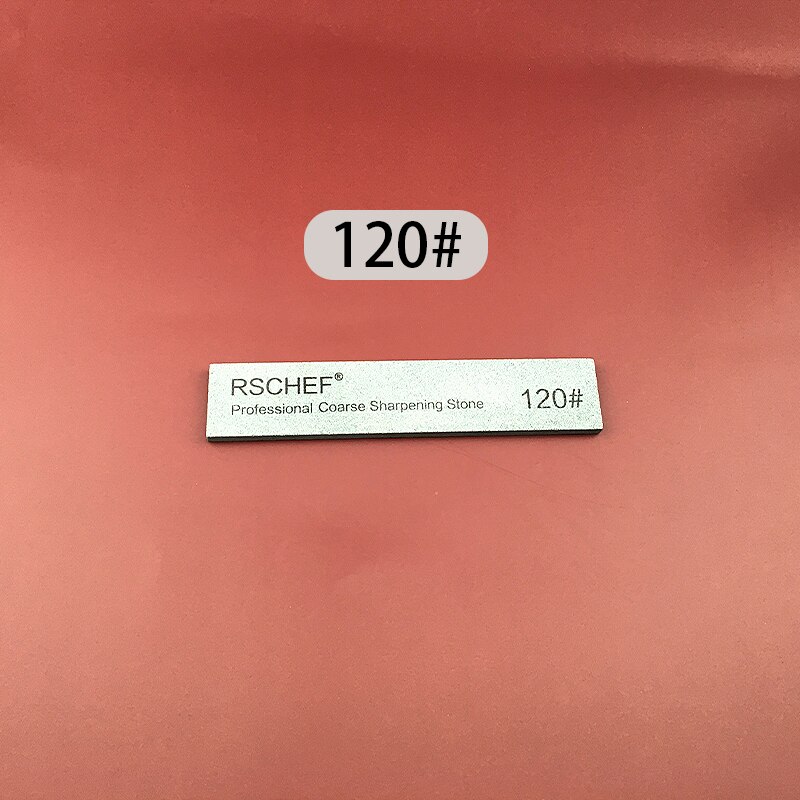 120#
RSCHEF®
Professional Coarse Sharpening Stone 120#